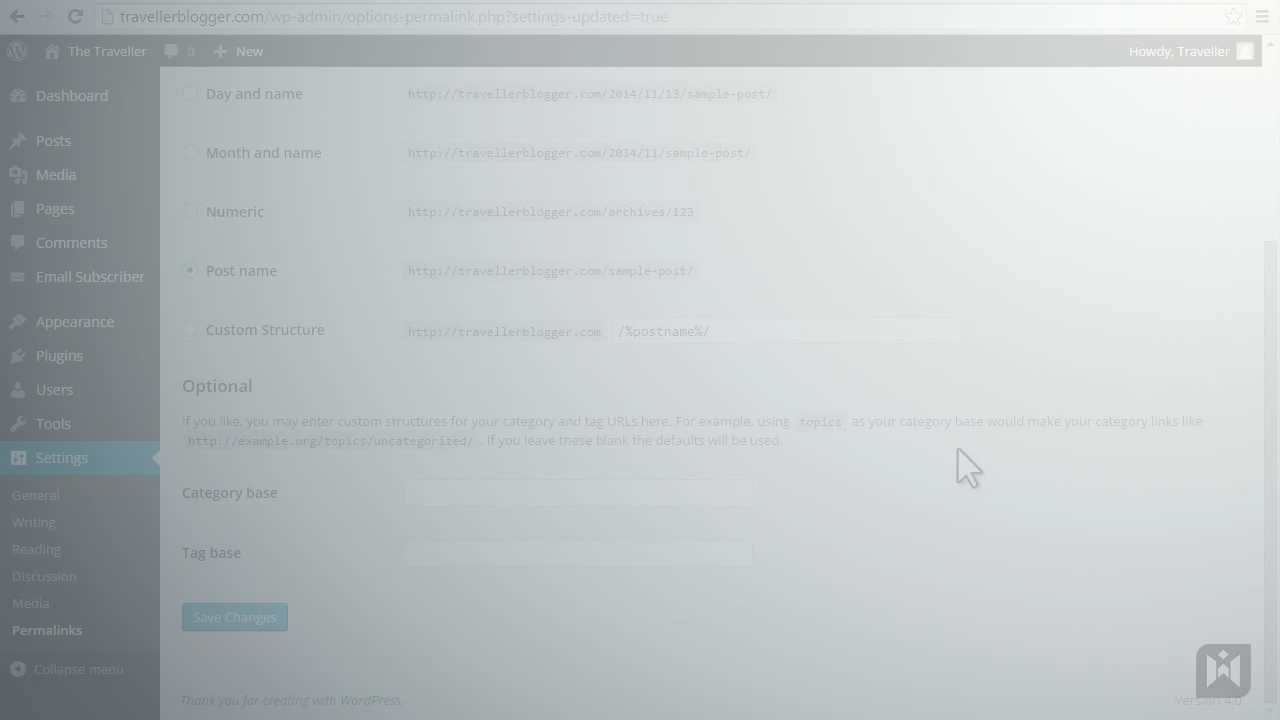 travellerblogger.com/wp-admin/options-permalink.php?settings-updated=true
The Traveller 0 New Howdy, Traveller
Dashboard
Posts
Media
Pages
Comments
Email Subscriber
Appearance
Plugins
Users
Tools
Settings
General
Writing
Reading
Discussion
Media
Permalinks
Collapse menu
Day and name http://travellerblogger.com/2014/11/13/sample-post/
Month and name http://travellerblogger.com/2014/11/sample-post/
Numeric http://travellerblogger.com/archives/123
Post name http://travellerblogger.com/sample-post/
Custom Structure http://travellerblogger.com /%postname%/
Optional
If you like, you may enter custom structures for your category and tag URLs here. For example, using topics as your category base would make your category links like
http://example.org/topics/uncategorized/ . If you leave these blank the defaults will be used.
Category base
Tag base
Save Changes
Thank you for creating with WordPress. Version 4.0